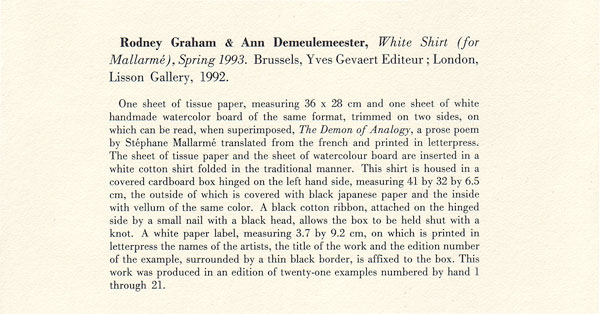 Rodney Graham & Ann Demeulemeester, White Shirt (for
Mallarmé), Spring 1993. Brussels, Yves Gevaert Editeur ; London,
Lisson Gallery, 1992.
One sheet of tissue paper, measuring 36 x 28 cm and one sheet of white
handmade watercolor board of the same format, trimmed on two sides, on
which can be read, when superimposed, The Demon of Analogy, a prose poem
by Stéphane Mallarmé translated from the french and printed in letterpress.
The sheet of tissue paper and the sheet of watercolour board are inserted in a
white cotton shirt folded in the traditional manner. This shirt is housed in a
covered cardboard box hinged on the left hand side, measuring 41 by 32 by 6.5
cm, the outside of which is covered with black japanese paper and the inside
with vellum of the same color. A black cotton ribbon, attached on the hinged
side by a small nail with a black head, allows the box to be held shut with a
knot. A white paper label, measuring 3.7 by 9.2 cm, on which is printed in
letterpress the names of the artists, the title of the work and the edition number
of the example, surrounded by a thin black border, is affixed to the box. This
work was produced in an edition of twenty-one examples numbered by hand 1
through 21.